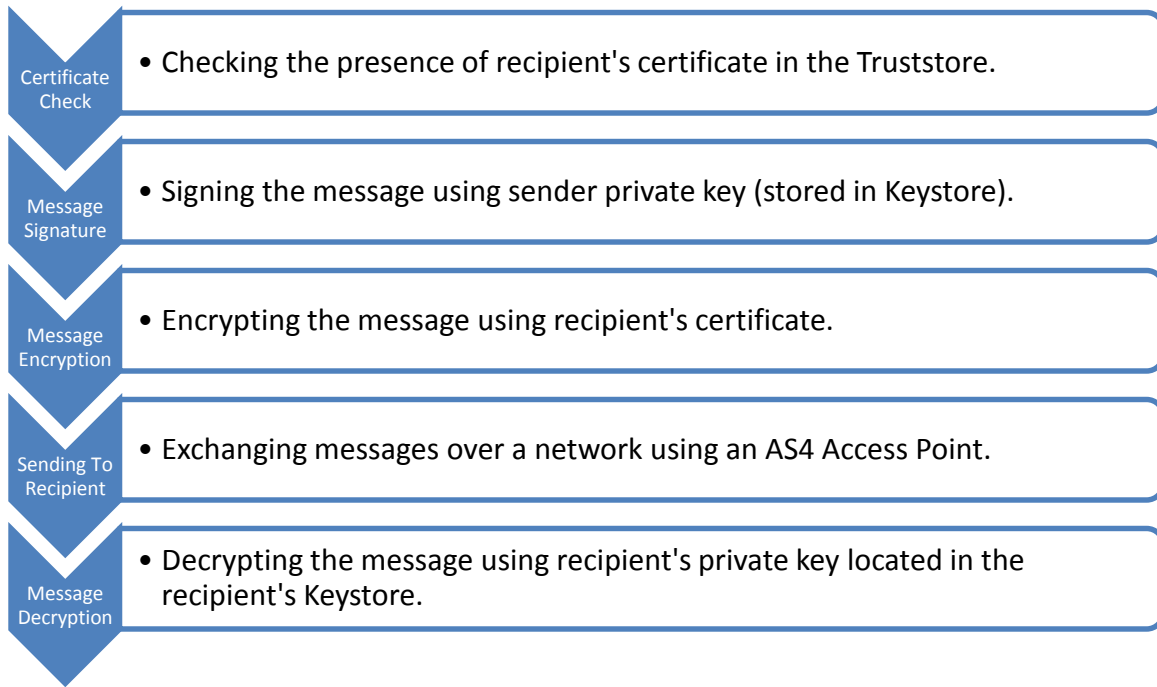 Certificate
Check
• Checking the presence of recipient's certificate in the Truststore.
Message
Signature
• Signing the message using sender private key (stored in Keystore).
Message
Encryption
• Encrypting the message using recipient's certificate.
Sending To
Recipient
• Exchanging messages over a network using an AS4 Access Point.
Message
Decryption
• Decrypting the message using recipient's private key located in the
recipient's Keystore.